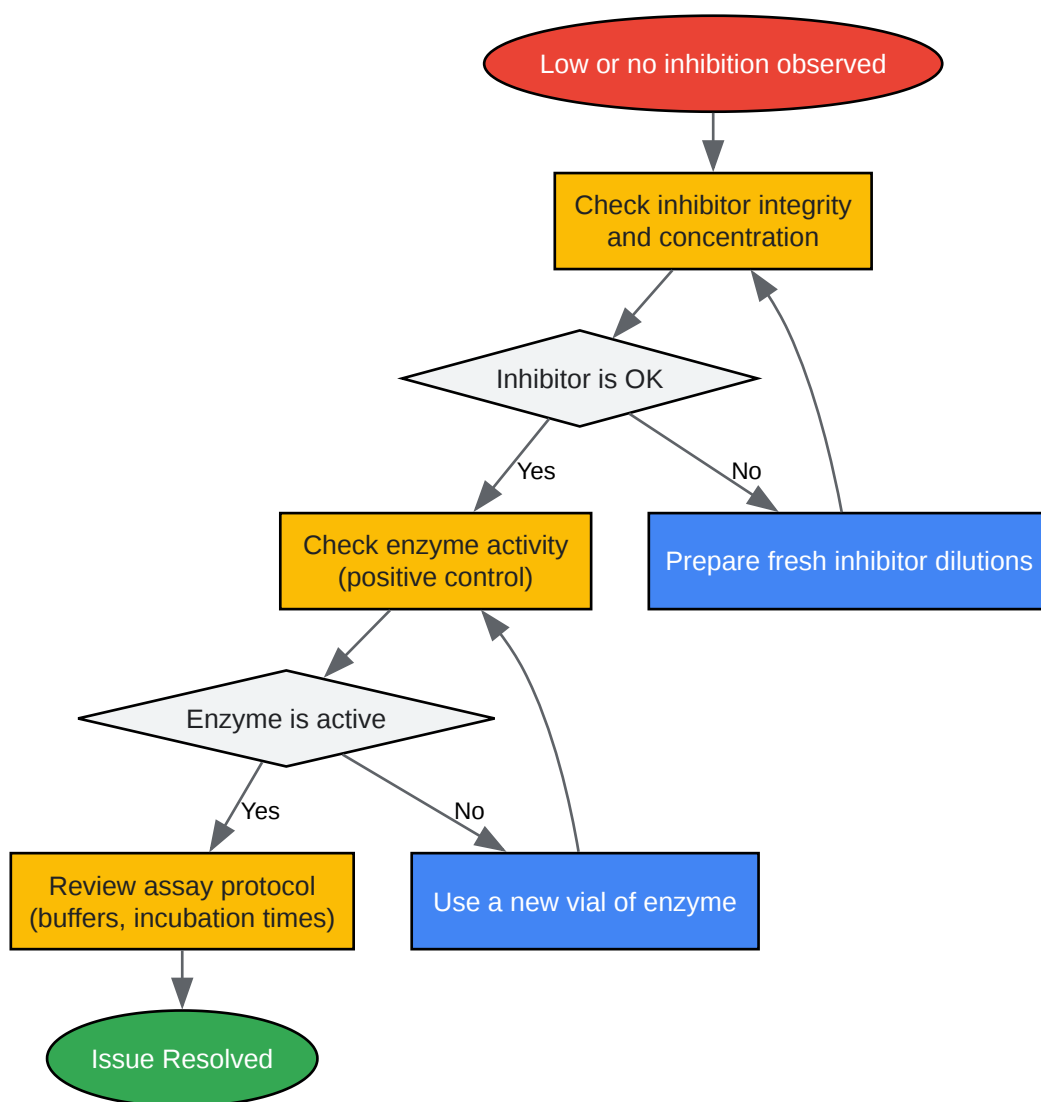 Low or no inhibition observed
Check inhibitor integrity
and concentration
Inhibitor is OK
Yes
No
Check enzyme activity
(positive control)
Prepare fresh inhibitor dilutions
Enzyme is active
Yes
No
Review assay protocol
(buffers, incubation times)
Use a new vial of enzyme
Issue Resolved